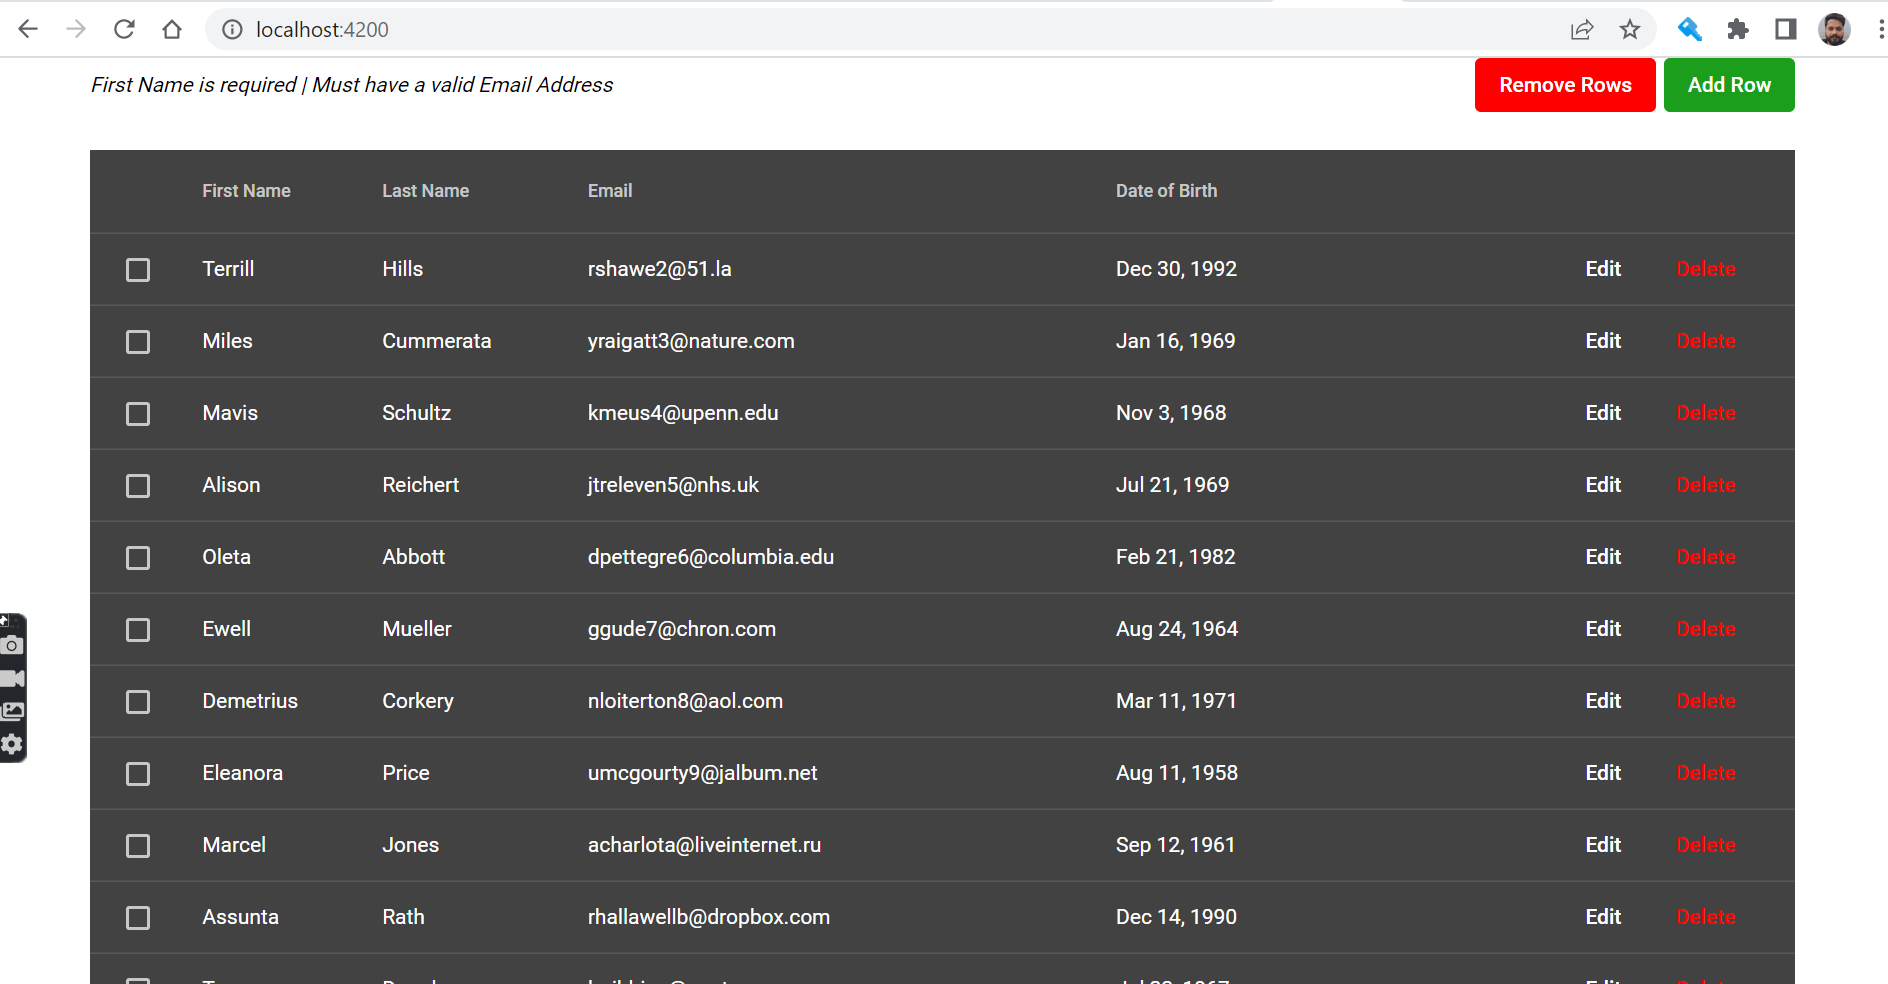 localhost:4200
First Name is required | Must have a valid Email Address Remove Rows Add Row
First Name Last Name Email Date of Birth
Terrill Hills rshawe2@51.la Dec 30, 1992 Edit Delete
Miles Cummerata yraigatt3@nature.com Jan 16, 1969 Edit Delete
Mavis Schultz kmeus4@upenn.edu Nov 3, 1968 Edit Delete
Alison Reichert jtreleven5@nhs.uk Jul 21, 1969 Edit Delete
Oleta Abbott dpettegre6@columbia.edu Feb 21, 1982 Edit Delete
Ewell Mueller ggude7@chron.com Aug 24, 1964 Edit Delete
Demetrius Corkery nloiterton8@aol.com Mar 11, 1971 Edit Delete
Eleanora Price umcgourty9@jalbum.net Aug 11, 1958 Edit Delete
Marcel Jones acharlota@liveinternet.ru Sep 12, 1961 Edit Delete
Assunta Rath rhallawellb@dropbox.com Dec 14, 1990 Edit Delete
Edit Delete